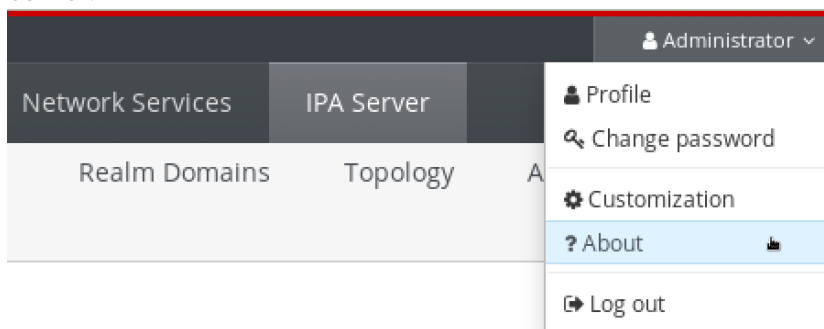 Administrator
Network Services IPA Server
Profile
Change password
Realm Domains Topology A
Customization
? About
Log out